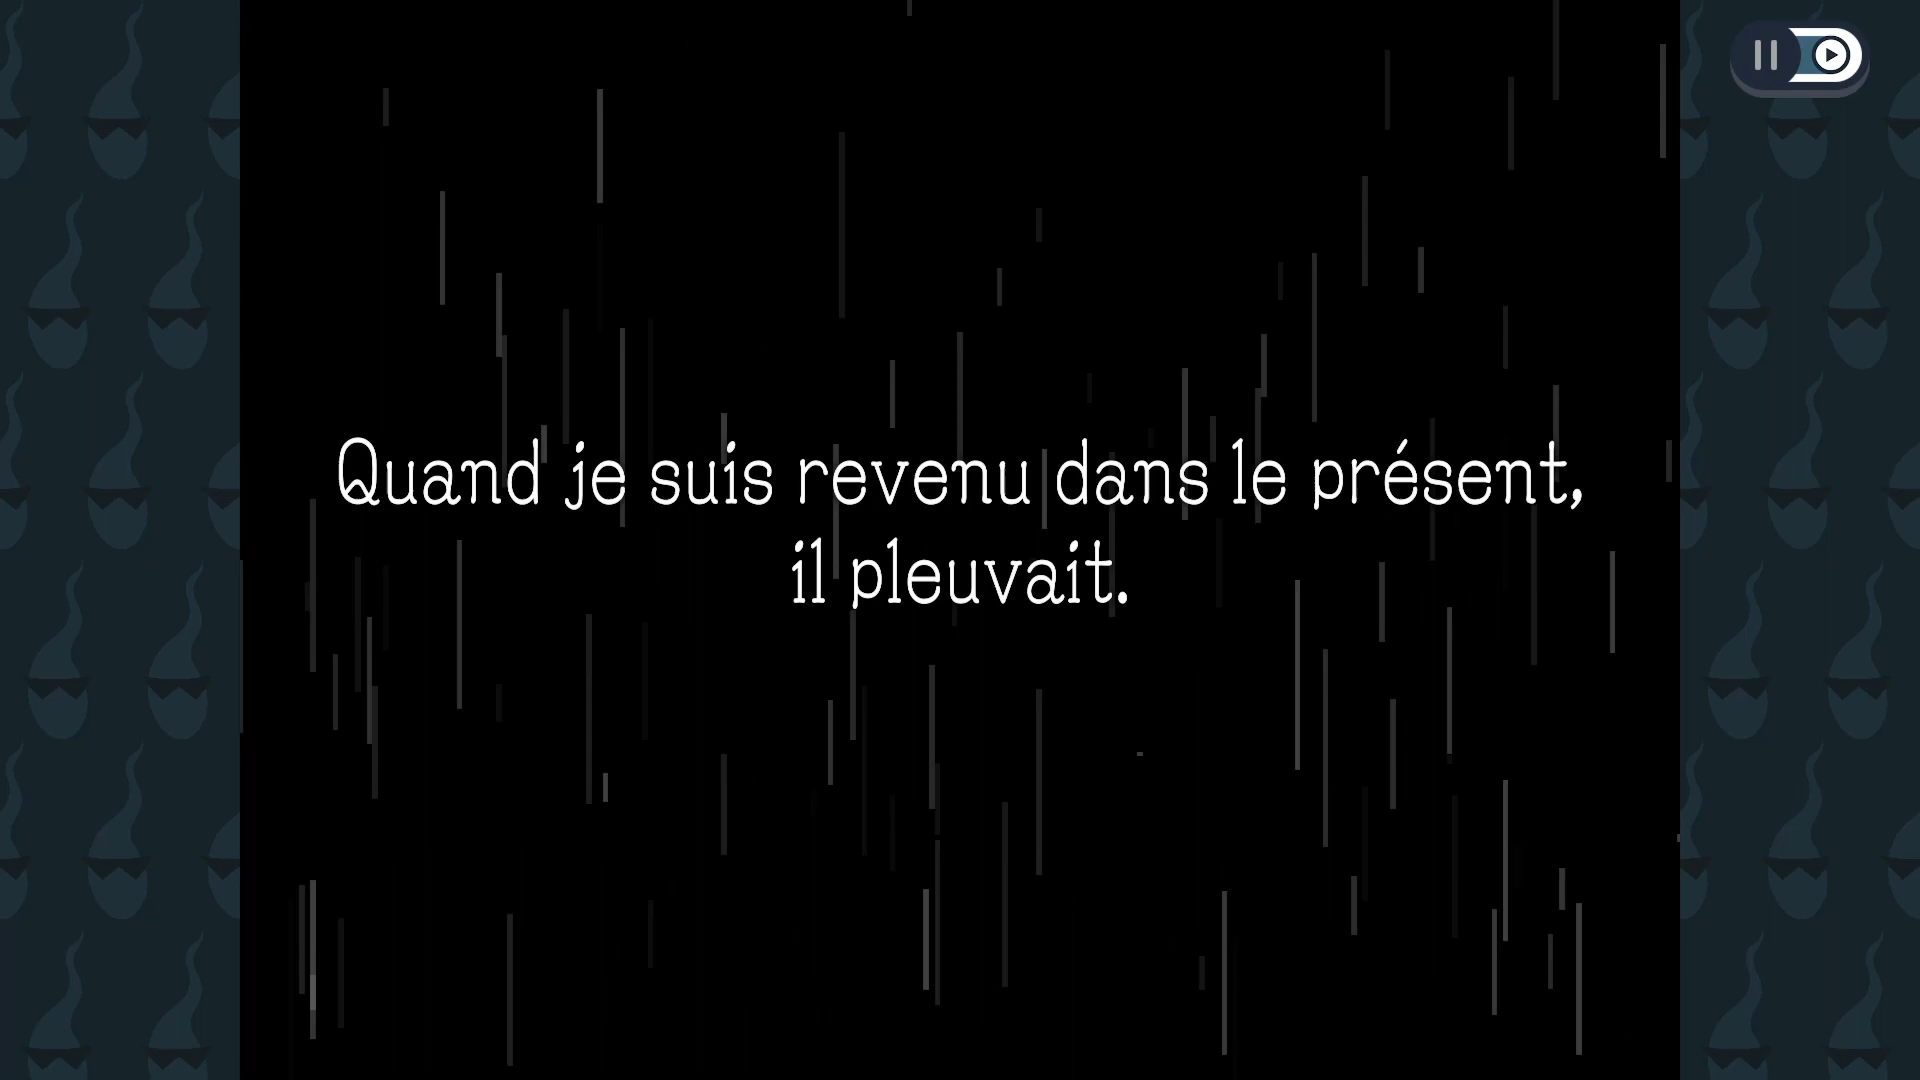 Quand je suis revenu dans le présent,
il pleuvait.